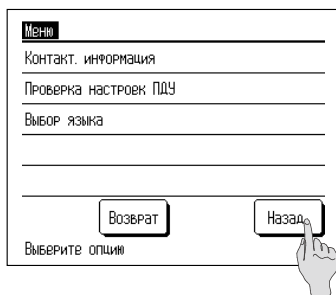 Меню
Контакт. информация
Проверка настроек ПДУ
Выбор языка
Возврат Назад
Выберите опцию